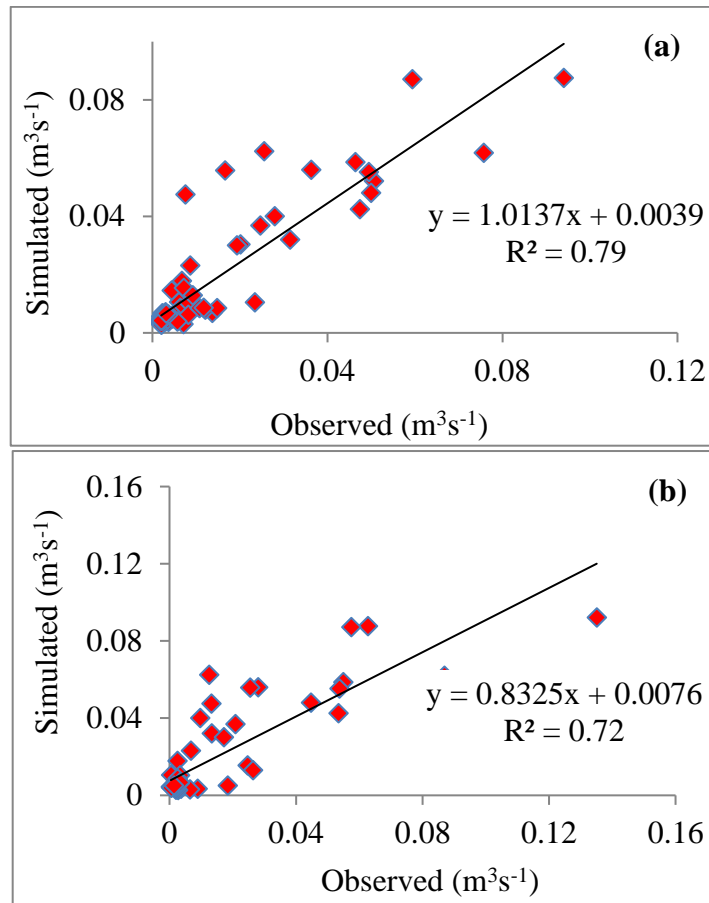 (a)
Simulated (m³s⁻¹)
0.08
0.04
0
0 0.04 0.08 0.12
y = 1.0137x + 0.0039
R² = 0.79
Observed (m³s⁻¹)
(b)
Simulated (m³s⁻¹)
0.16
0.12
0.08
0.04
0
0 0.04 0.08 0.12 0.16
y = 0.8325x + 0.0076
R² = 0.72
Observed (m³s⁻¹)